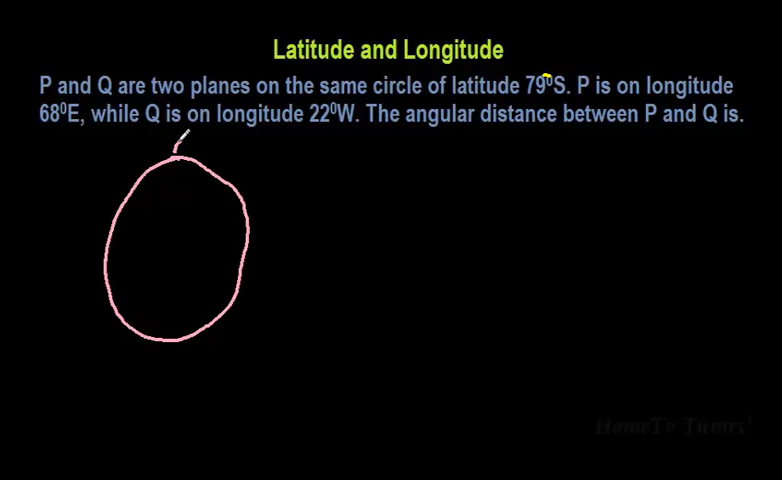 Latitude and Longitude
P and Q are two planes on the same circle of latitude 79⁰S. P is on longitude
68⁰E, while Q is on longitude 22⁰W. The angular distance between P and Q is.